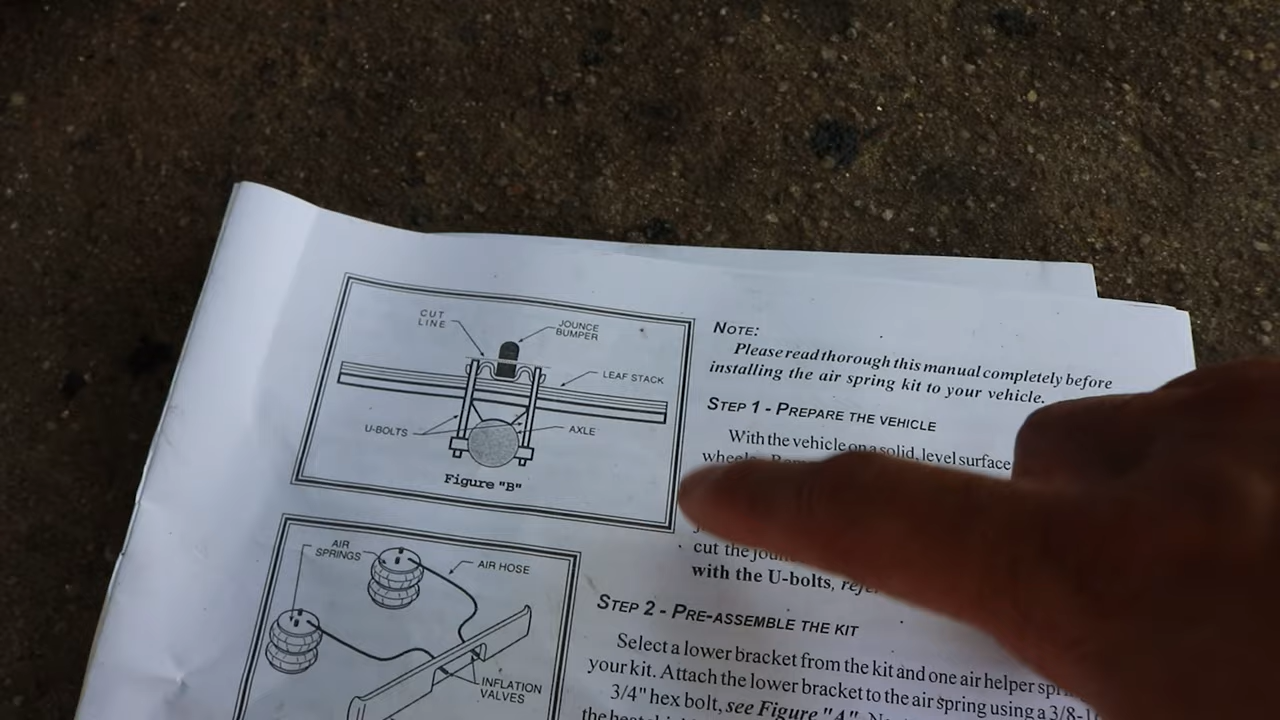 CUT
LINE
JOUNCE
BUMPER
LEAF STACK
U-BOLTS
AXLE
Figure "B"
AIR
SPRINGS
AIR HOSE
INFLATION
VALVES
NOTE:
Please read thorough this manual completely before
installing the air spring kit to your vehicle.
STEP 1 - PREPARE THE VEHICLE
With the vehicle on a solid, level surface
cut the
with the U-bolts,
STEP 2 - PRE-ASSEMBLE THE KIT
Select a lower bracket from the kit and one air helper
your kit. Attach the lower bracket to the air spring using a
3/4" hex bolt, see Figure "A".